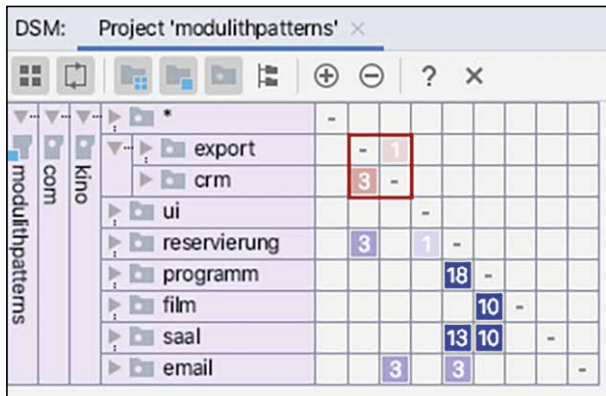 DSM: Project 'modulithpatterns' ×
? ×
modulithpatterns
com
kino
* -
export - 1
crm 3 -
ui -
reservierung 3 1 -
programm 18 -
film 10 -
saal 13 10 -
email 3 3 -